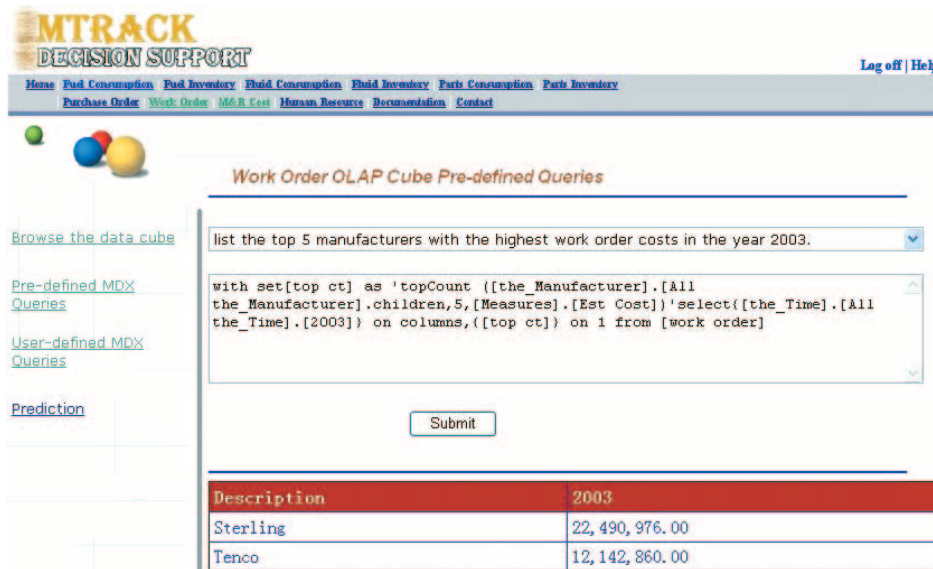 MTRACK
DECISION SUPPORT
Log off | Help
Home Fuel Consumption Fuel Inventory Fluid Consumption Fluid Inventory Parts Consumption Parts Inventory
Purchase Order Work Order M&R Cost Human Resource Documentation Contact
Work Order OLAP Cube Pre-defined Queries
Browse the data cube
list the top 5 manufacturers with the highest work order costs in the year 2003.
Pre-defined MDX
Queries
with set[top ct] as 'topCount ([the_Manufacturer].[All
the_Manufacturer].children,5,[Measures].[Est Cost])'select{[the_Time].[All
the_Time].[2003]} on columns,{[top ct]} on 1 from [work order]
User-defined MDX
Queries
Prediction
Submit
Description 2003
Sterling 22,490,976.00
Tenco 12,142,860.00